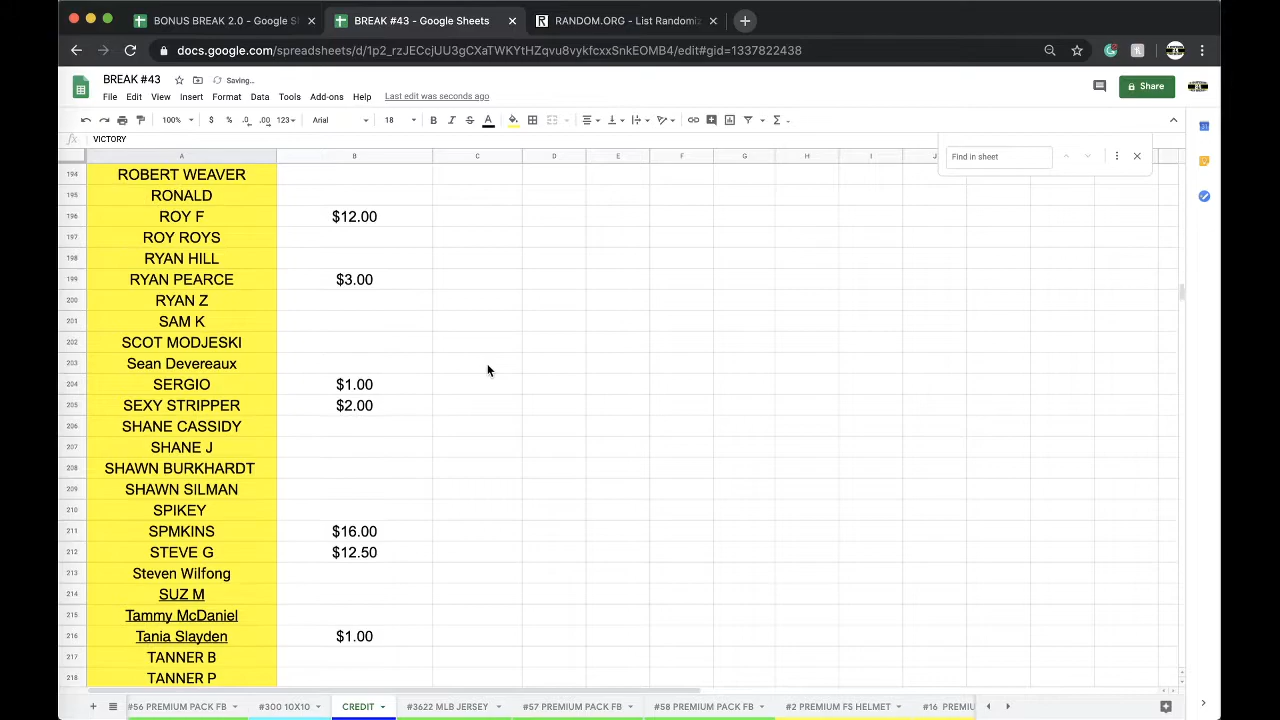 BONUS BREAK 2.0 - Google S
BREAK #43 - Google Sheets
RANDOM.ORG - List Randomiz
docs.google.com/spreadsheets/d/1p2_rzJECcjUU3gCXaTWKYtHZqvu8vykfcxxSnkEOMB4/edit#gid=1337822438
BREAK #43
Saving...
File Edit View Insert Format Data Tools Add-ons Help Last edit was seconds ago
Share
100% $ % .0 .00 123 Arial 18 B I S A
fx VICTORY
Find in sheet
A B C D E F G H I J
194 ROBERT WEAVER
195 RONALD
196 ROY F $12.00
197 ROY ROYS
198 RYAN HILL
199 RYAN PEARCE $3.00
200 RYAN Z
201 SAM K
202 SCOT MODJESKI
203 Sean Devereaux
204 SERGIO $1.00
205 SEXY STRIPPER $2.00
206 SHANE CASSIDY
207 SHANE J
208 SHAWN BURKHARDT
209 SHAWN SILMAN
210 SPIKEY
211 SPMKINS $16.00
212 STEVE G $12.50
213 Steven Wilfong
214 SUZ M
215 Tammy McDaniel
216 Tania Slayden $1.00
217 TANNER B
218 TANNER P
#56 PREMIUM PACK FB #300 10X10 CREDIT #3622 MLB JERSEY #57 PREMIUM PACK FB #58 PREMIUM PACK FB #2 PREMIUM FS HELMET #16 PREMIU